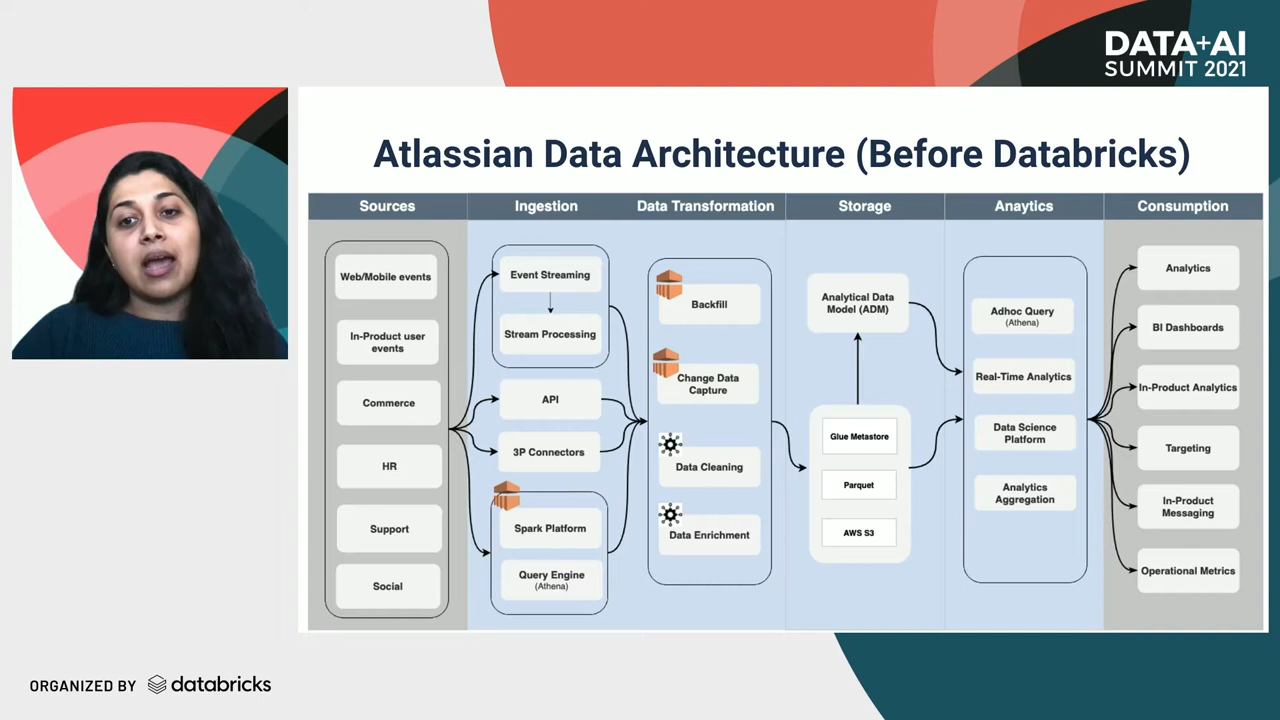 DATA+AI
SUMMIT 2021
Atlassian Data Architecture (Before Databricks)
Sources
Ingestion
Data Transformation
Storage
Anaytics
Consumption
Web/Mobile events
In-Product user
events
Commerce
HR
Support
Social
Event Streaming
Stream Processing
API
3P Connectors
Spark Platform
Query Engine
(Athena)
Backfill
Change Data
Capture
Data Cleaning
Data Enrichment
Analytical Data
Model (ADM)
Glue Metastore
Parquet
AWS S3
Adhoc Query
(Athena)
Real-Time Analytics
Data Science
Platform
Analytics
Aggregation
Analytics
BI Dashboards
In-Product Analytics
Targeting
In-Product
Messaging
Operational Metrics
ORGANIZED BY databricks